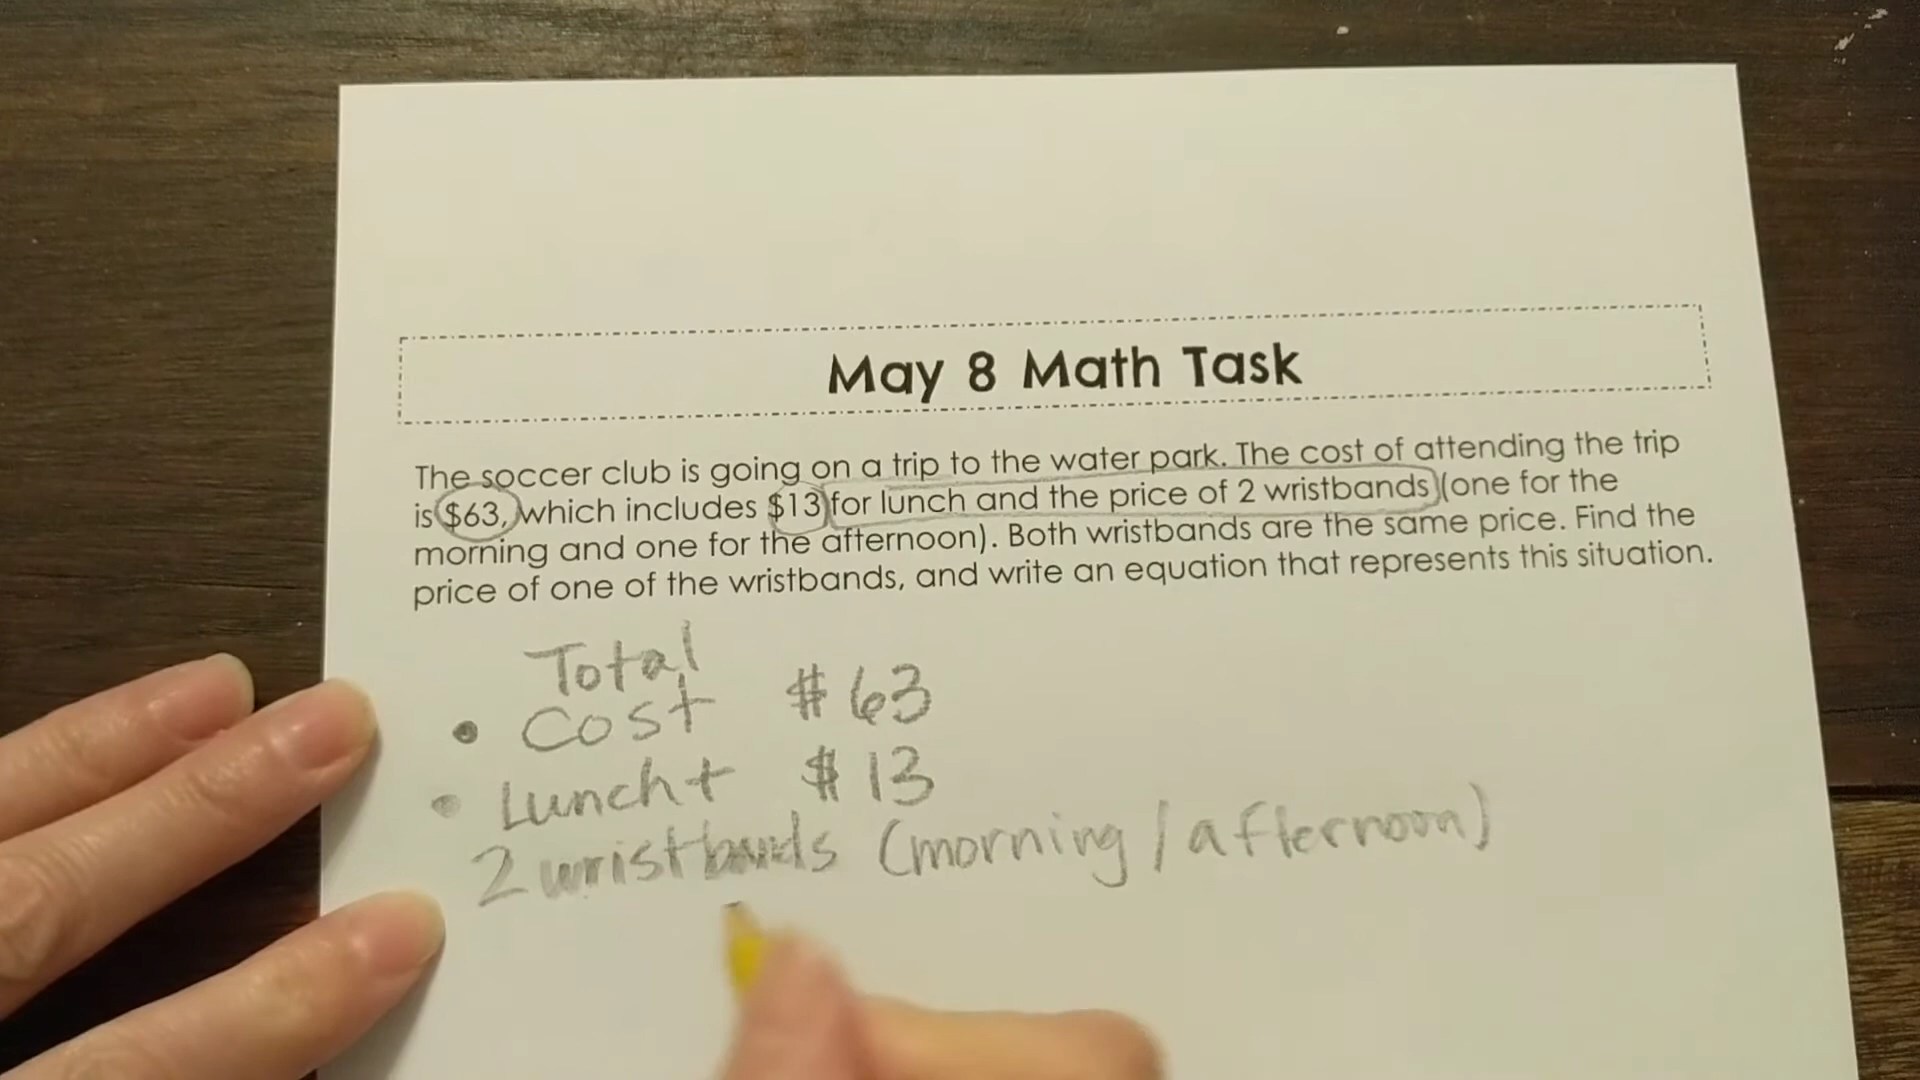 May 8 Math Task
The soccer club is going on a trip to the water park. The cost of attending the trip
is $63, which includes $13 for lunch and the price of 2 wristbands (one for the
morning and one for the afternoon). Both wristbands are the same price. Find the
price of one of the wristbands, and write an equation that represents this situation.
Total
• Cost $63
• Lunch + $13
2 wristbands (morning / afternoon)